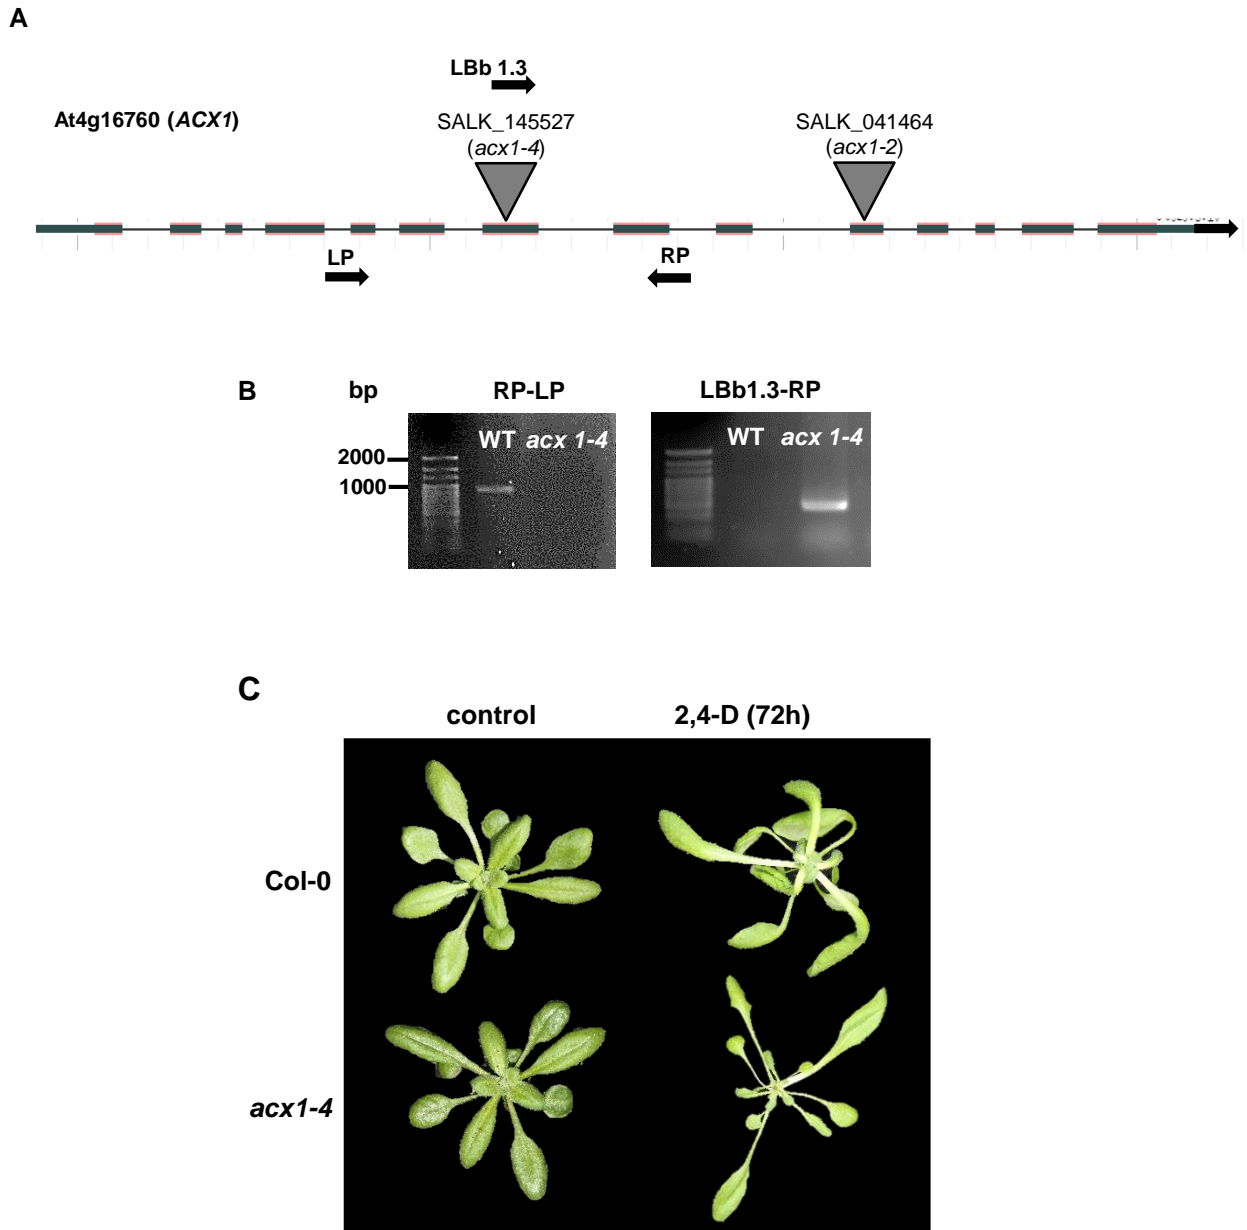 A
LBb 1.3
At4g16760 (ACX1)
SALK_145527
(acx1-4)
SALK_041464
(acx1-2)
LP
RP
B
bp
RP-LP
LBb1.3-RP
WT acx 1-4
WT acx 1-4
2000
1000
C
control
2,4-D (72h)
Col-0
acx1-4